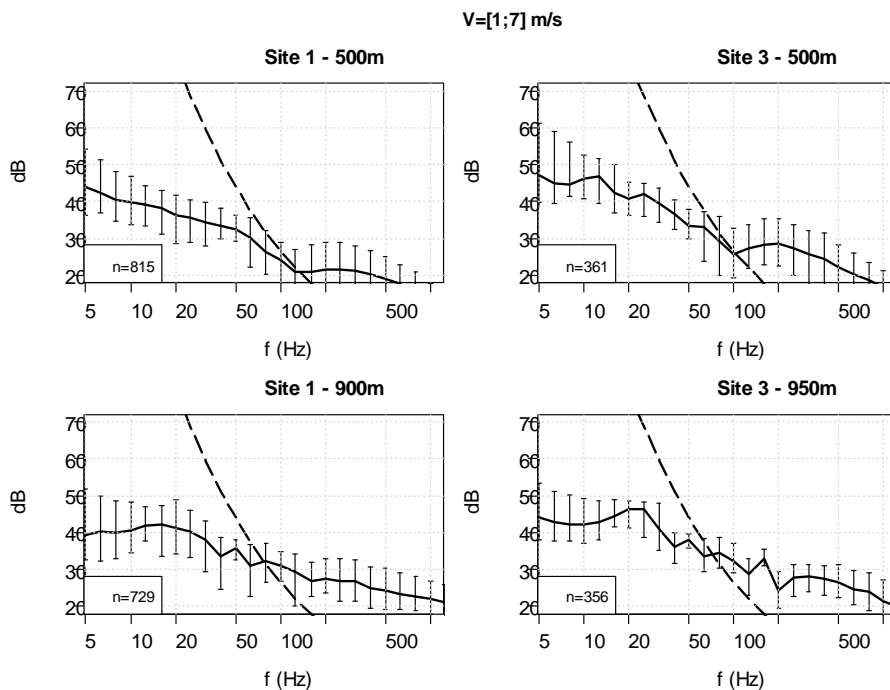 V=[1;7] m/s
Site 1 - 500m
70
60
50
40
30
20
dB
n=815
5 10 20 50 100 500
f (Hz)
Site 3 - 500m
70
60
50
40
30
20
dB
n=361
5 10 20 50 100 500
f (Hz)
Site 1 - 900m
70
60
50
40
30
20
dB
n=729
5 10 20 50 100 500
f (Hz)
Site 3 - 950m
70
60
50
40
30
20
dB
n=356
5 10 20 50 100 500
f (Hz)